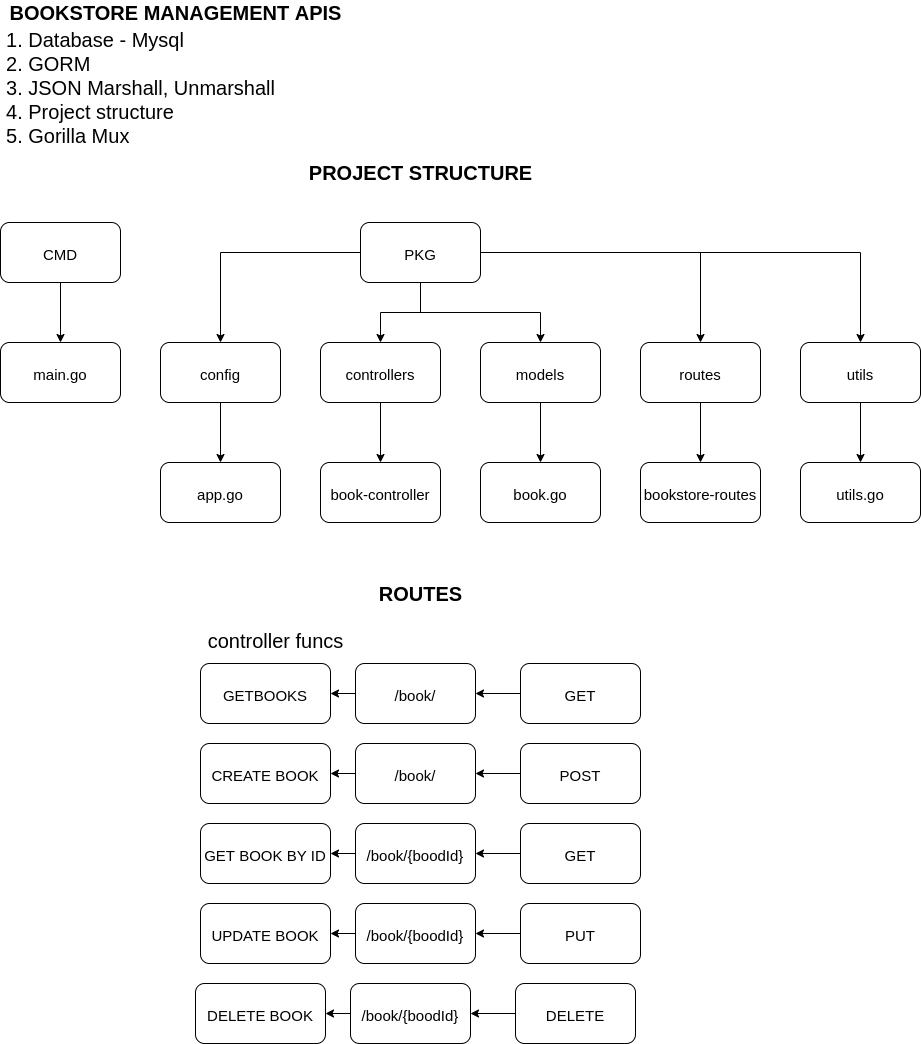 BOOKSTORE MANAGEMENT APIS
1. Database - Mysql
2. GORM
3. JSON Marshall, Unmarshall
4. Project structure
5. Gorilla Mux
PROJECT STRUCTURE
CMD
PKG
main.go
config
controllers
models
routes
utils
app.go
book-controller
book.go
bookstore-routes
utils.go
ROUTES
controller funcs
GETBOOKS
/book/
GET
CREATE BOOK
/book/
POST
GET BOOK BY ID
/book/{boodId}
GET
UPDATE BOOK
/book/{boodId}
PUT
DELETE BOOK
/book/{boodId}
DELETE